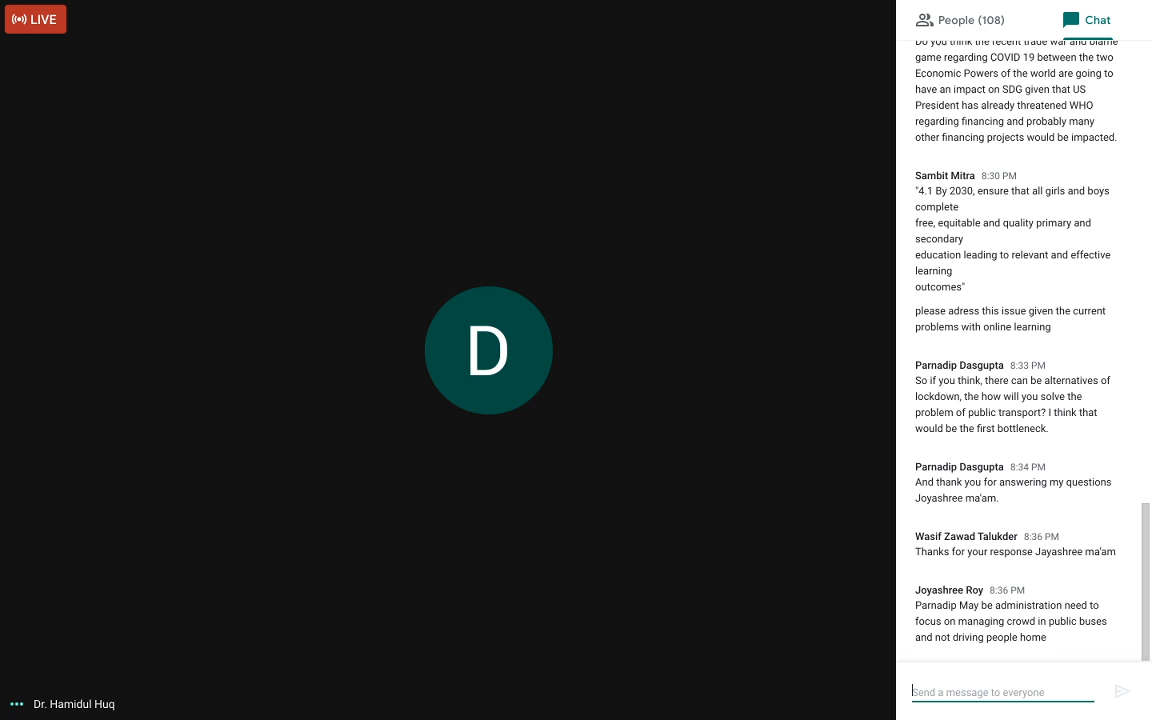 LIVE
People (108)
Chat
Do you think the recent trade war and blame
game regarding COVID 19 between the two
Economic Powers of the world are going to
have an impact on SDG given that US
President has already threatened WHO
regarding financing and probably many
other financing projects would be impacted.
Sambit Mitra 8:30 PM
"4.1 By 2030, ensure that all girls and boys
complete
free, equitable and quality primary and
secondary
education leading to relevant and effective
learning
outcomes"
please adress this issue given the current
problems with online learning
Parnadip Dasgupta 8:33 PM
So if you think, there can be alternatives of
lockdown, the how will you solve the
problem of public transport? I think that
would be the first bottleneck.
Parnadip Dasgupta 8:34 PM
And thank you for answering my questions
Joyashree ma'am.
Wasif Zawad Talukder 8:36 PM
Thanks for your response Jayashree ma'am
Joyashree Roy 8:36 PM
Parnadip May be administration need to
focus on managing crowd in public buses
and not driving people home
Send a message to everyone
D
Dr. Hamidul Huq